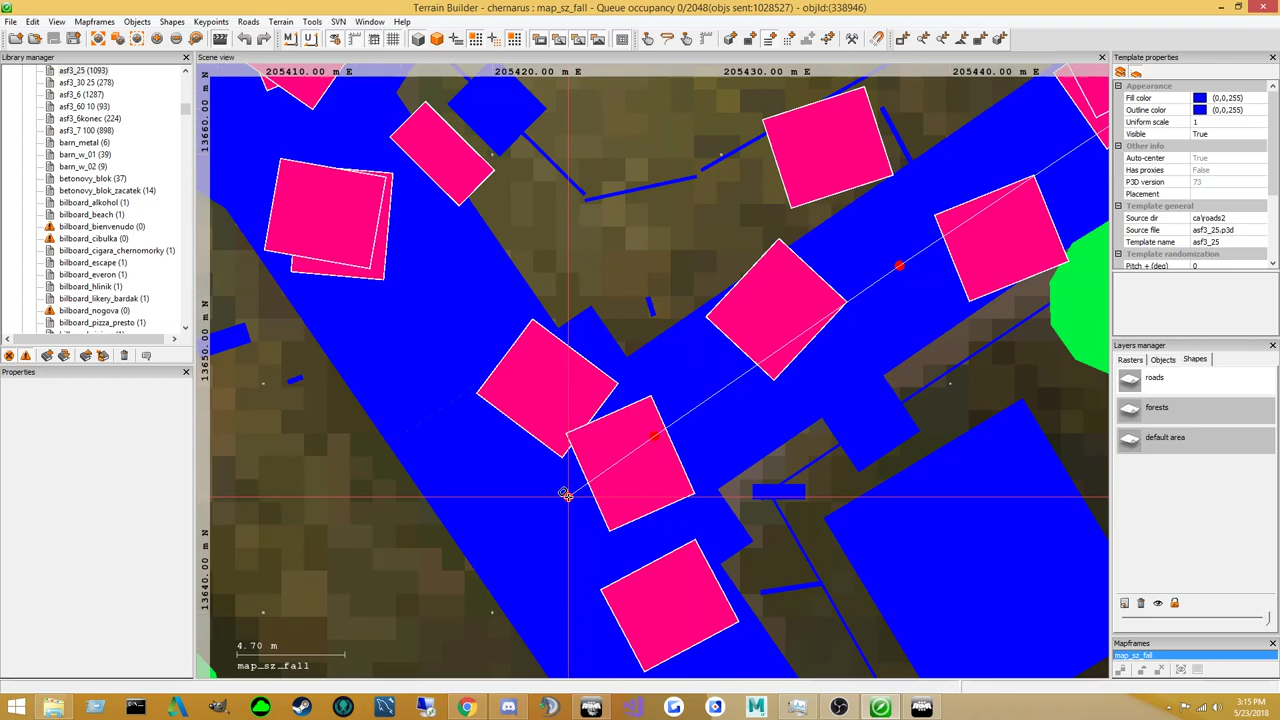 Terrain Builder - chernarus : map_sz_fall - Queue occupancy 0/2048(objs sent:1028527) - objId:(338946)
File Edit View Mapframes Objects Shapes Keypoints Roads Terrain Tools SVN Window Help
Library manager
asf3_25 (1093)
asf3_30 25 (278)
asf3_6 (1287)
asf3_60 10 (93)
asf3_6konec (224)
asf3_7 100 (898)
barn_metal (6)
barn_w_01 (39)
barn_w_02 (9)
betonovy_blok (37)
betonovy_blok_zacatek (14)
bilboard_alkohol (1)
bilboard_beach (1)
bilboard_bienvenudo (0)
bilboard_cibulka (0)
bilboard_cigara_chernomorky (1)
bilboard_escape (1)
bilboard_everon (1)
bilboard_hlinick (1)
bilboard_likery_bardak (1)
bilboard_nogova (0)
bilboard_pizza_presto (1)
Properties
Scene view
205410.00 m E
205420.00 m E
205430.00 m E
205440.00 m E
13660.00 m N
13650.00 m N
13640.00 m N
4.70 m
map_sz_fall
Template properties
Appearance
Fill color (0,0,255)
Outline color (0,0,255)
Uniform scale 1
Visible True
Other info
Auto-center True
Has proxies False
P3D version 73
Placement
Template general
Source dir ca\roads2
Source file asf3_25.p3d
Template name asf3_25
Template randomization
Pitch + (deg) 0
Layers manager
Rasters Objects Shapes
roads
forests
default area
Mapframes
map_sz_fall
3:15 PM
5/23/2018